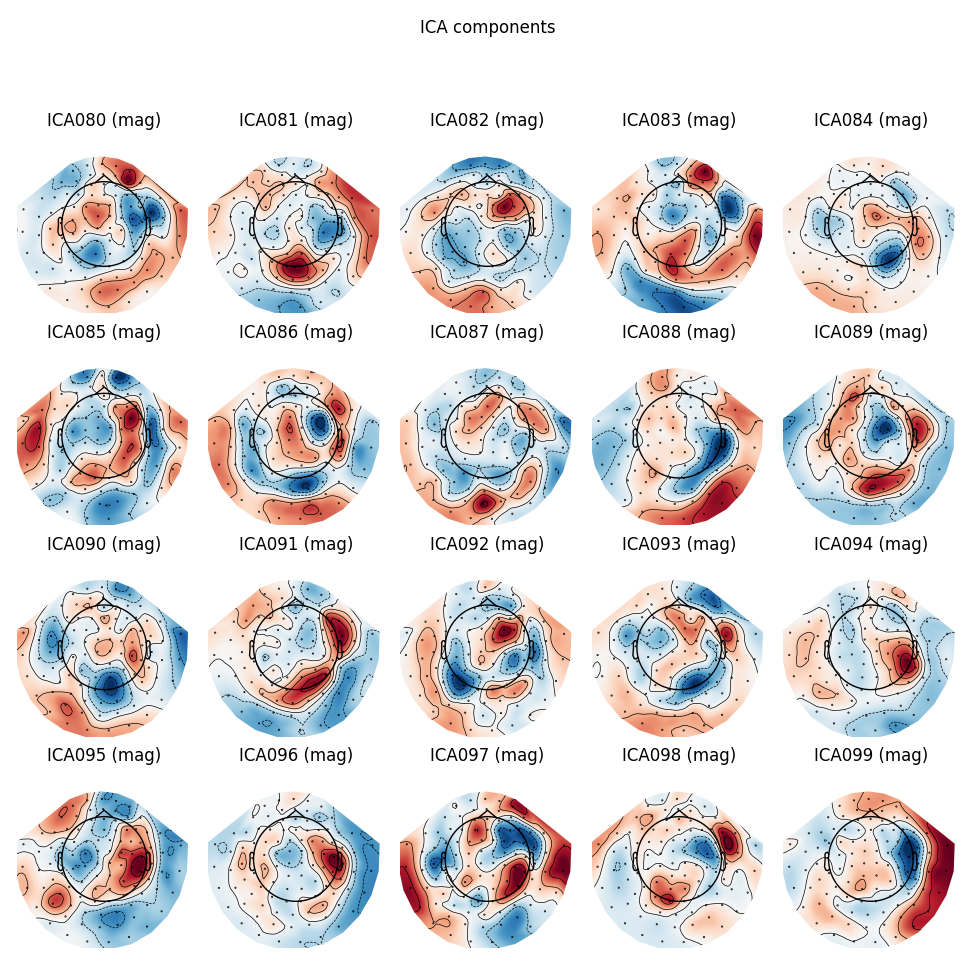 ICA components
ICA080 (mag) ICA081 (mag) ICA082 (mag) ICA083 (mag) ICA084 (mag)
ICA085 (mag) ICA086 (mag) ICA087 (mag) ICA088 (mag) ICA089 (mag)
ICA090 (mag) ICA091 (mag) ICA092 (mag) ICA093 (mag) ICA094 (mag)
ICA095 (mag) ICA096 (mag) ICA097 (mag) ICA098 (mag) ICA099 (mag)